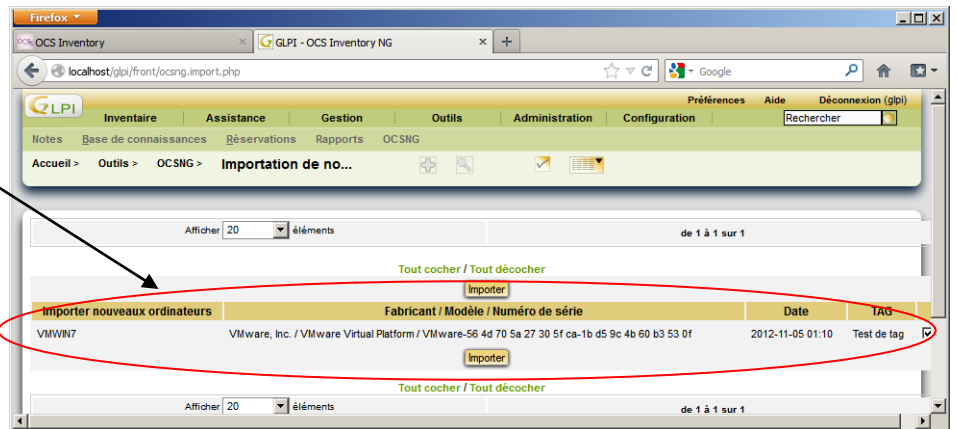 Firefox
OCS Inventory
GLPI - OCS Inventory NG
localhost/glpi/front/ocsng.import.php
Google
GLPI
Préférences Aide Déconnexion (glpi)
Inventaire Assistance Gestion Outils Administration Configuration
Rechercher
Notes Base de connaissances Réservations Rapports OCSNG
Accueil > Outils > OCSNG > Importation de no...
Afficher 20 éléments de 1 à 1 sur 1
Tout cocher / Tout décocher
Importer
Importer nouveaux ordinateurs Fabricant / Modèle / Numéro de série Date TAG
VMWIN7 VMware, Inc. / VMware Virtual Platform / VMware-56 4d 70 5a 27 30 5f ca-1b d5 9c 4b 60 b3 53 0f 2012-11-05 01:10 Test de tag
Importer
Tout cocher / Tout décocher
Afficher 20 éléments de 1 à 1 sur 1